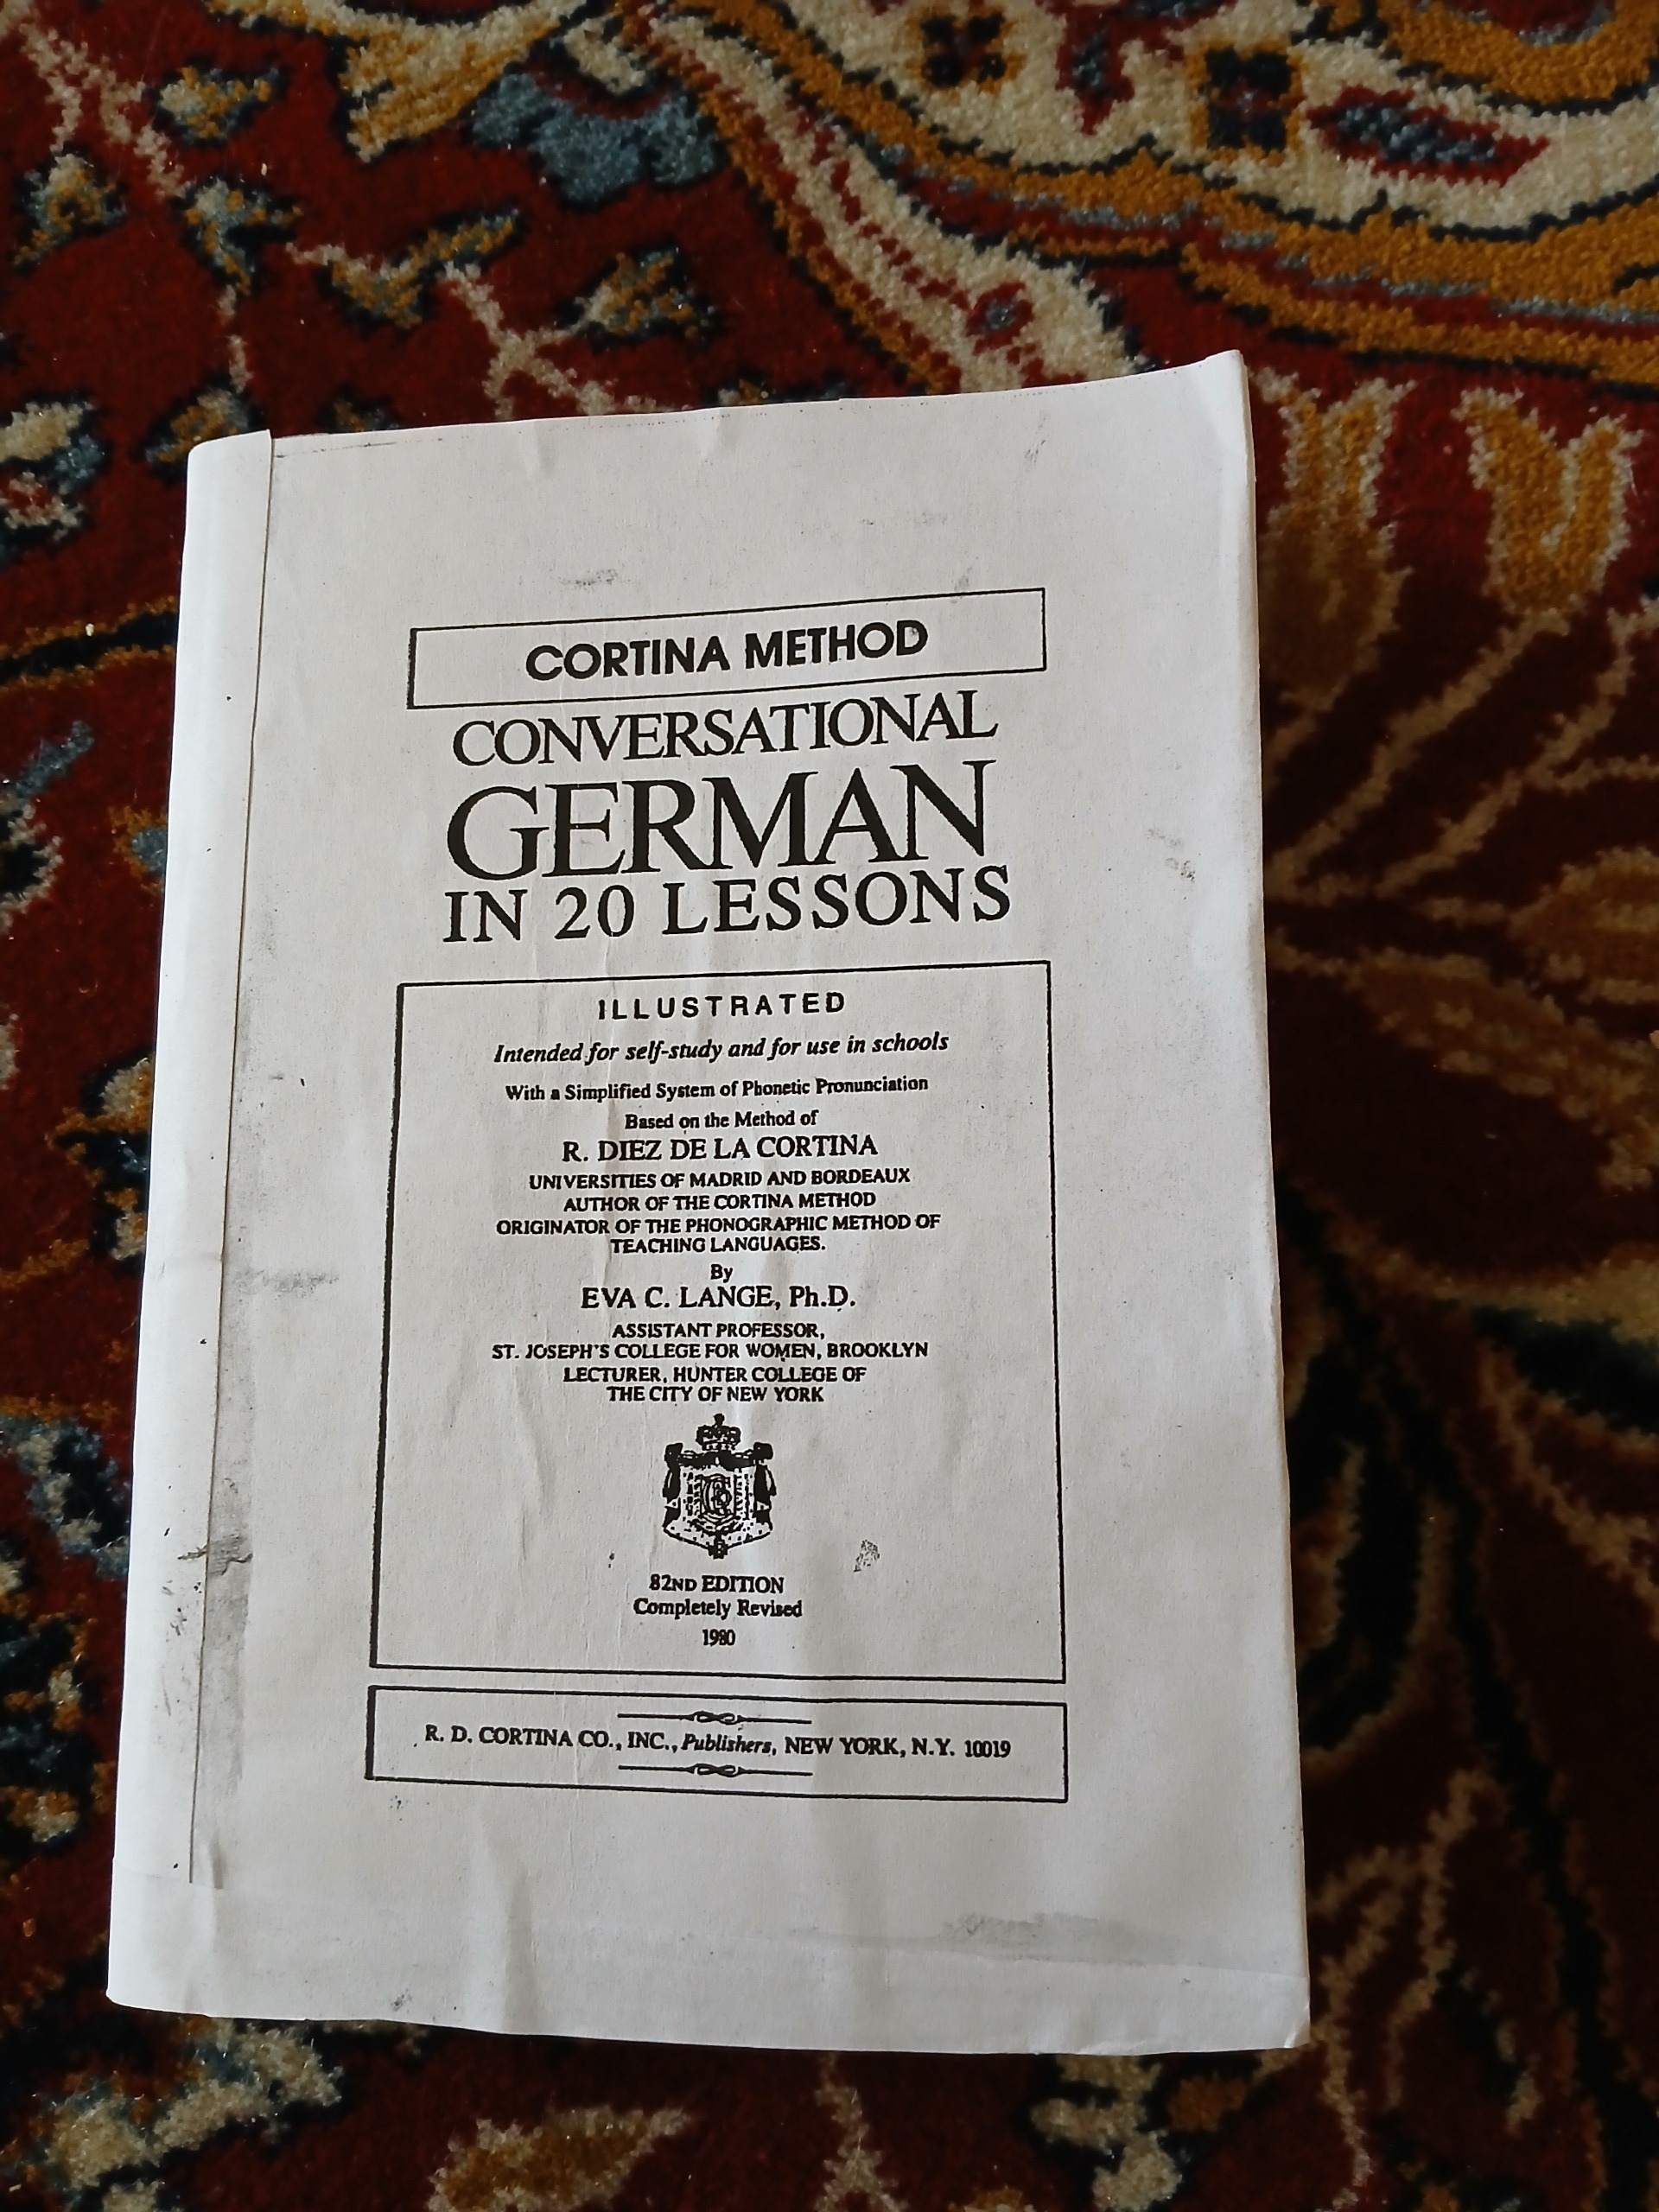 CORTINA METHOD
CONVERSATIONAL
GERMAN
IN 20 LESSONS
ILLUSTRATED
Intended for self-study and for use in schools
With a Simplified System of Phonetic Pronunciation
Based on the Method of
R. DIEZ DE LA CORTINA
UNIVERSITIES OF MADRID AND BORDEAUX
AUTHOR OF THE CORTINA METHOD
ORIGINATOR OF THE PHONOGRAPHIC METHOD OF
TEACHING LANGUAGES.
By
EVA C. LANGE, Ph.D.
ASSISTANT PROFESSOR,
ST. JOSEPH'S COLLEGE FOR WOMEN, BROOKLYN
LECTURER, HUNTER COLLEGE OF
THE CITY OF NEW YORK
82ND EDITION
Completely Revised
1980
R. D. CORTINA CO., INC., Publishers, NEW YORK, N.Y. 10019